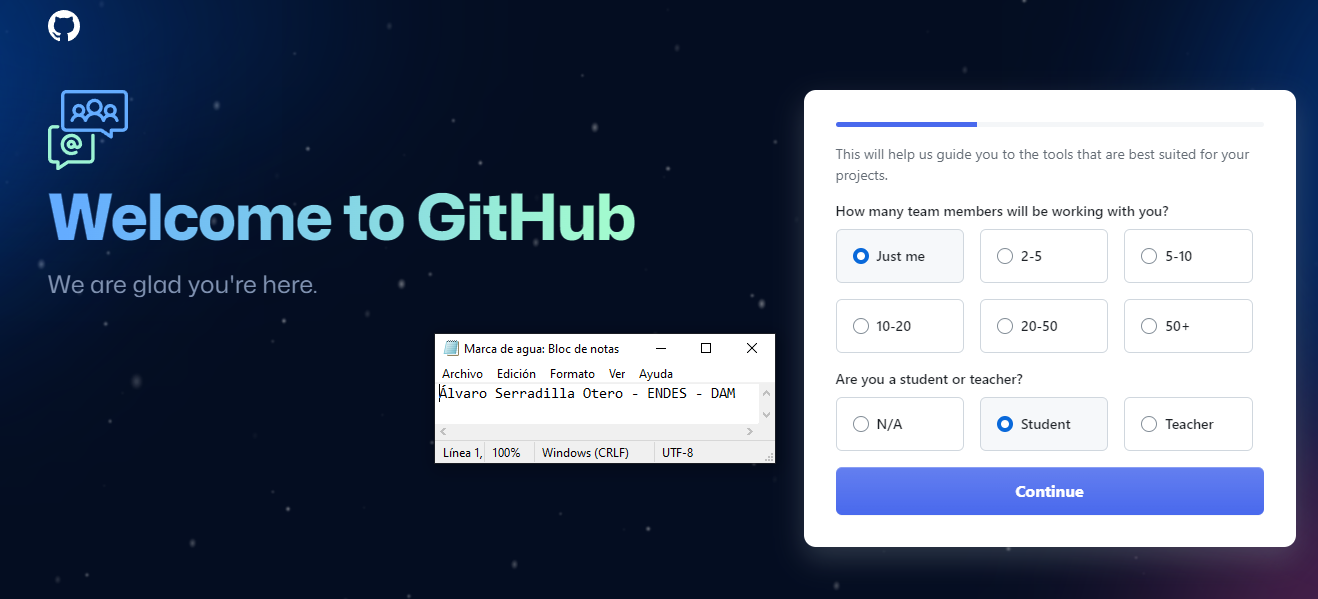 @
Welcome to GitHub
We are glad you're here.
Marca de agua: Bloc de notas
Archivo Edición Formato Ver Ayuda
Álvaro Serradilla Otero - ENDES - DAM
Línea 1, 100% Windows (CRLF) UTF-8
This will help us guide you to the tools that are best suited for your
projects.
How many team members will be working with you?
Just me 2-5 5-10
10-20 20-50 50+
Are you a student or teacher?
N/A Student Teacher
Continue